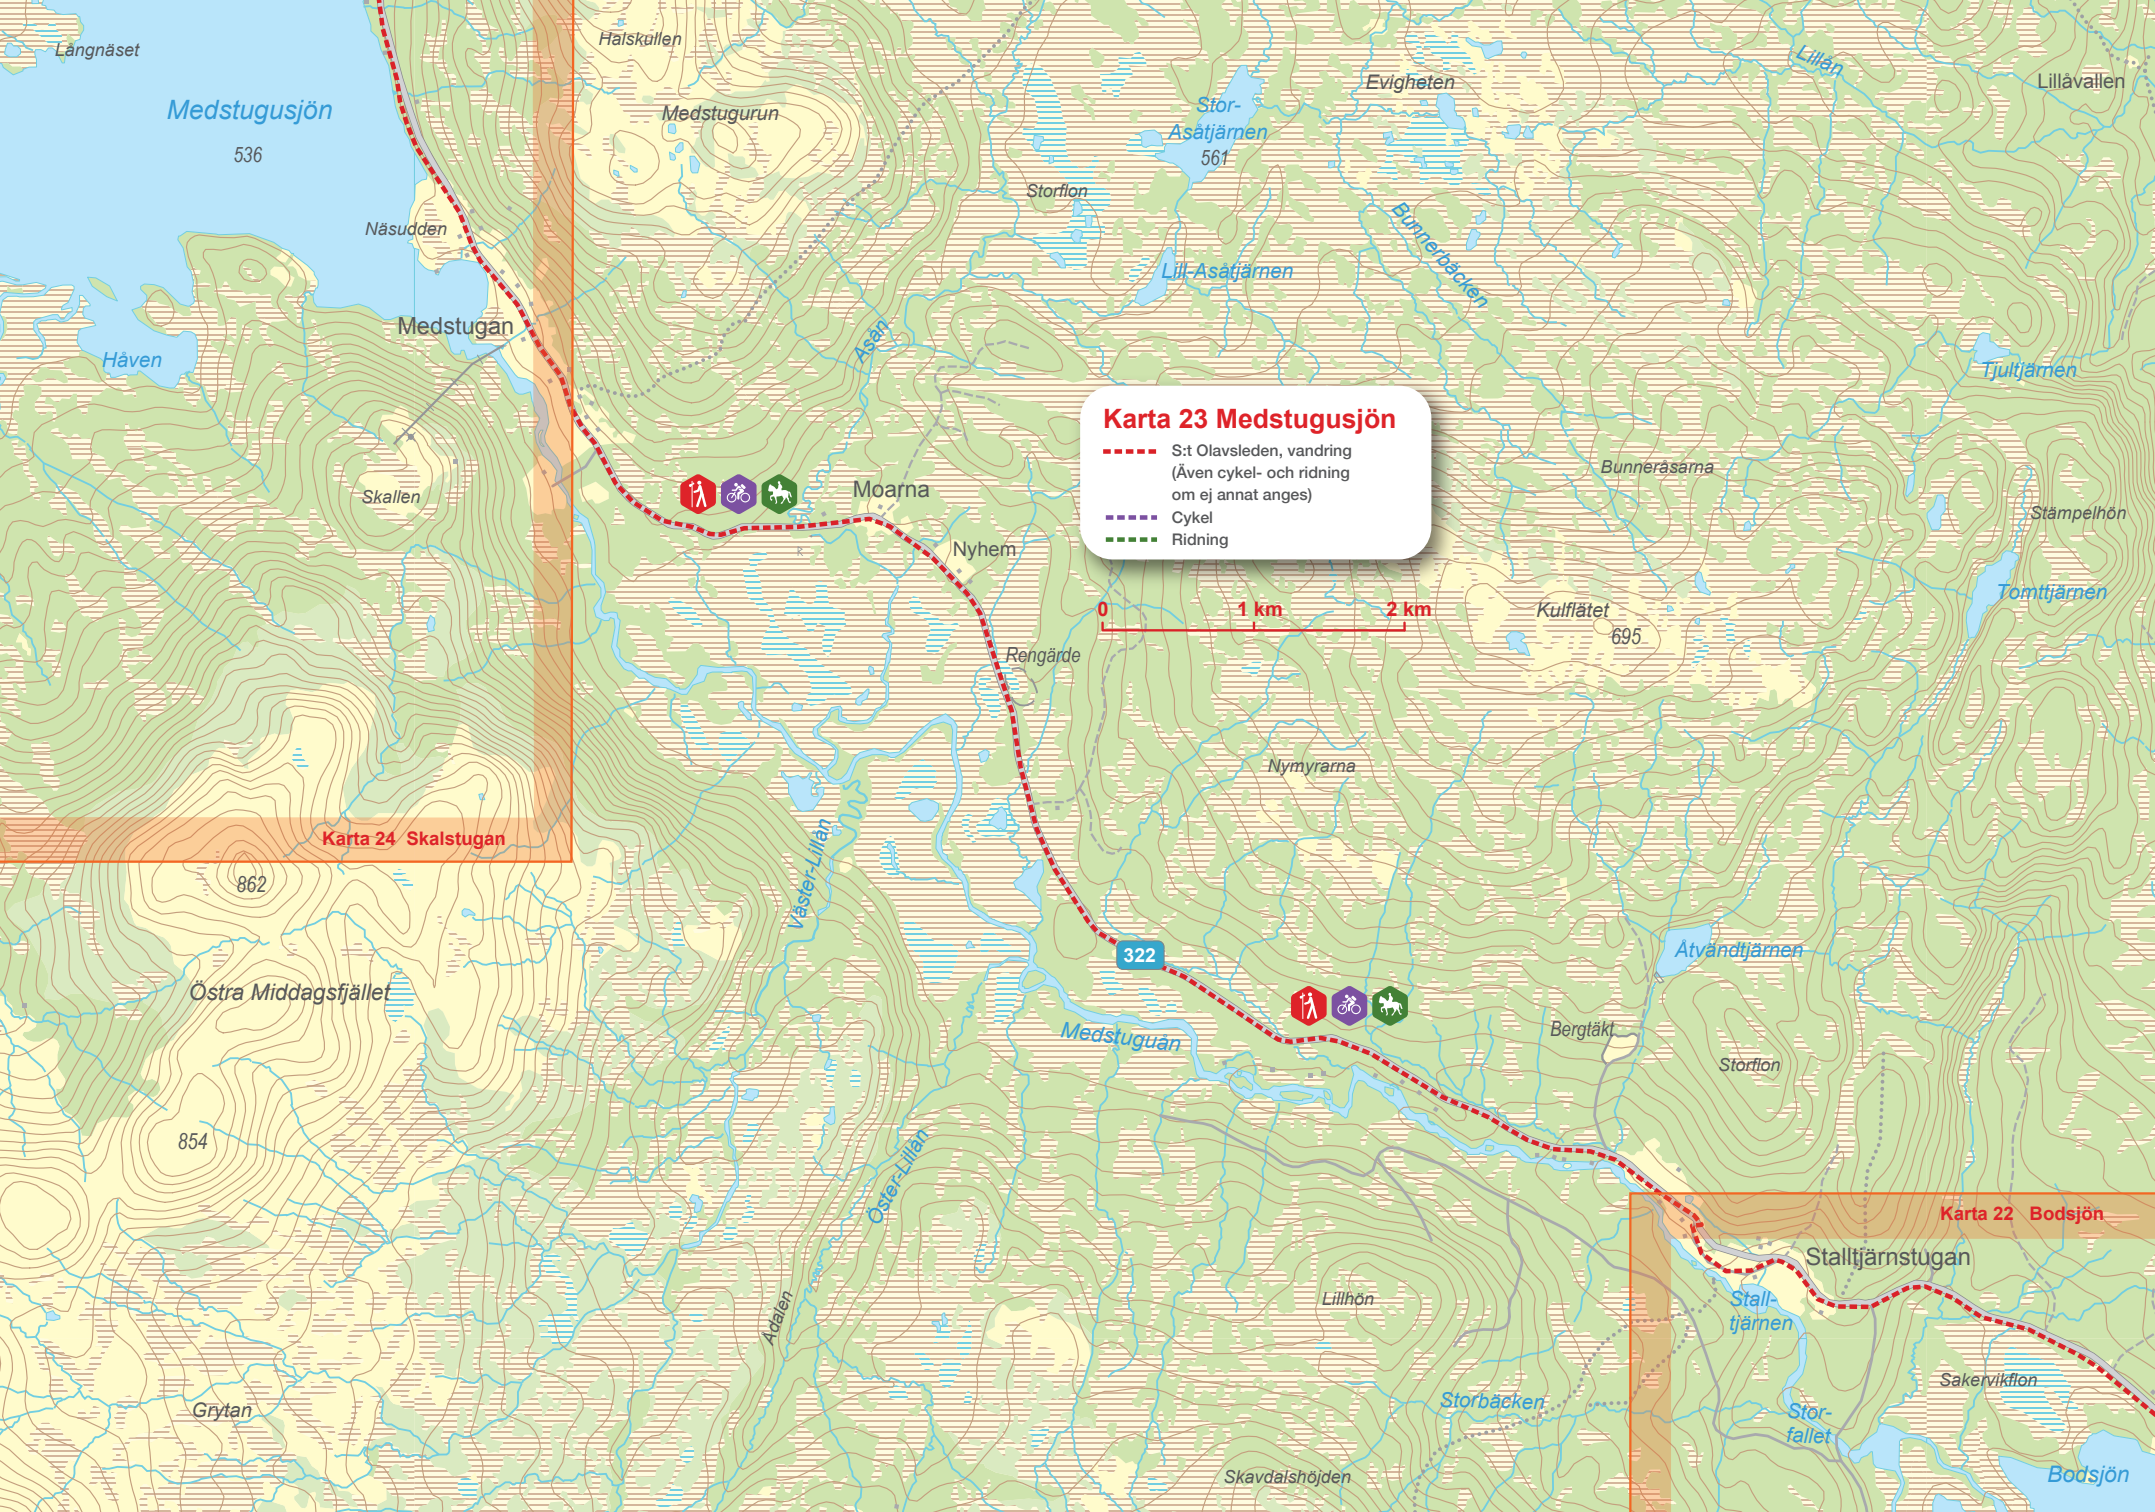 Långnäset
Halskullen
Medstugusjön
536
Medstugurun
Stor-
Asåtjärnen
561
Evigheten
Lillån
Lillåvallen
Näsudden
Storflon
Bunnerbäcken
Lill-Asåtjärnen
Medstugan
Håven
Åsån
Tjultjärnen
Karta 23 Medstugusjön
S:t Olavsleden, vandring
(Även cykel- och ridning
om ej annat anges)
Cykel
Ridning
0 1 km 2 km
Skallen
Moarna
Nyhem
R
Bunneråsarna
Stämpelhön
Tomttjärnen
Kulflätet
695
Rengärde
Nymyrarna
Karta 24 Skalstugan
862
Väster-Lillån
Östra Middagsfjället
322
Åtvändtjärnen
Medstuguån
Bergtäkt
Storflon
854
Öster-Lillån
Karta 22 Bodsjön
Stalltjärnstugan
Ådalen
Lillhön
Stall-
tjärnen
Grytan
Storbäcken
Sakervikflon
Stor-
fallet
Skavdalshöjden
Bodsjön